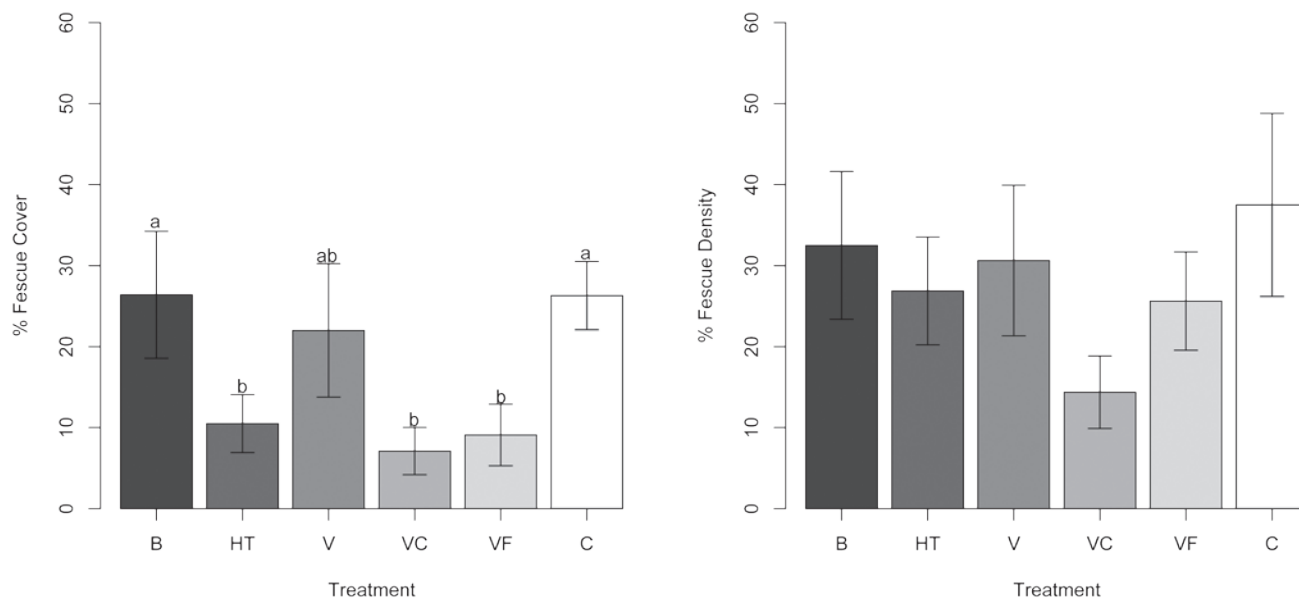 % Fescue Cover
60
50
40
30
20
10
0
a
b
ab
b
b
a
B HT V VC VF C
Treatment
% Fescue Density
60
50
40
30
20
10
0
B HT V VC VF C
Treatment